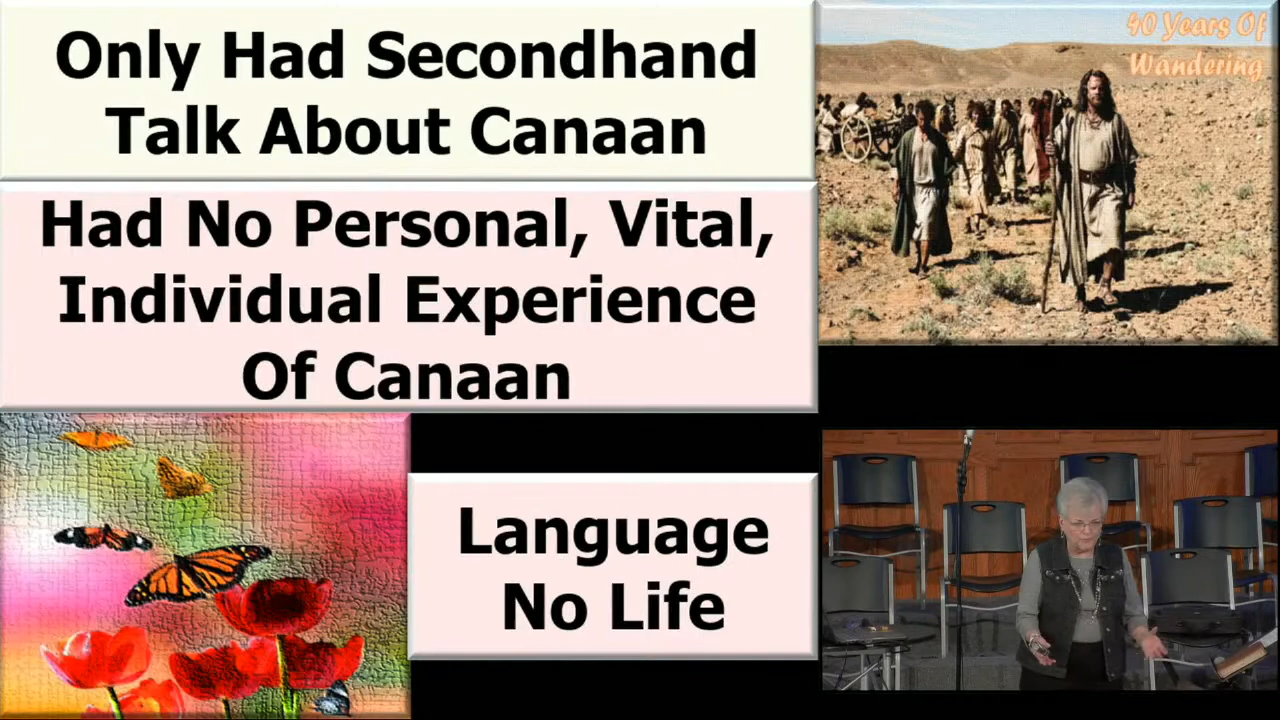 Only Had Secondhand
Talk About Canaan
40 Years Of
Wandering
Had No Personal, Vital,
Individual Experience
Of Canaan
Language
No Life